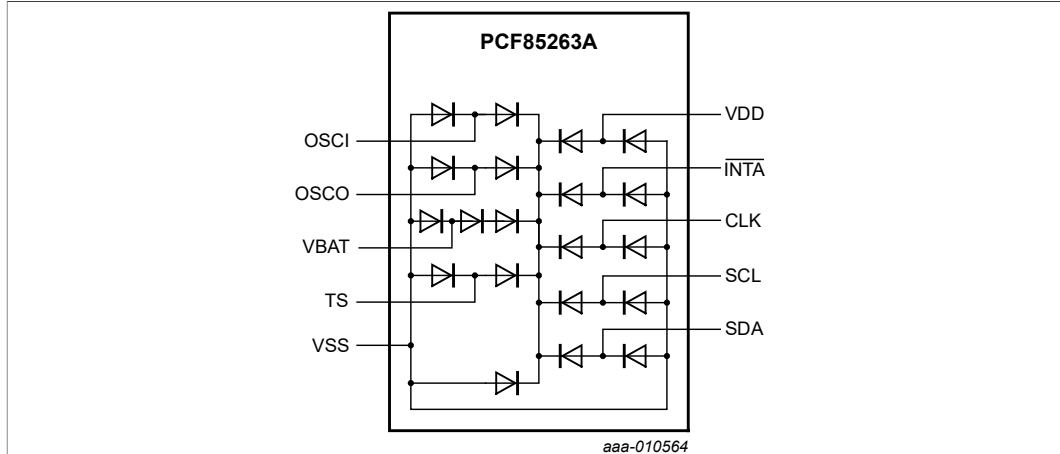 PCF85263A
OSCI
OSCO
VBAT
TS
VSS
VDD
INTA
CLK
SCL
SDA
aaa-010564